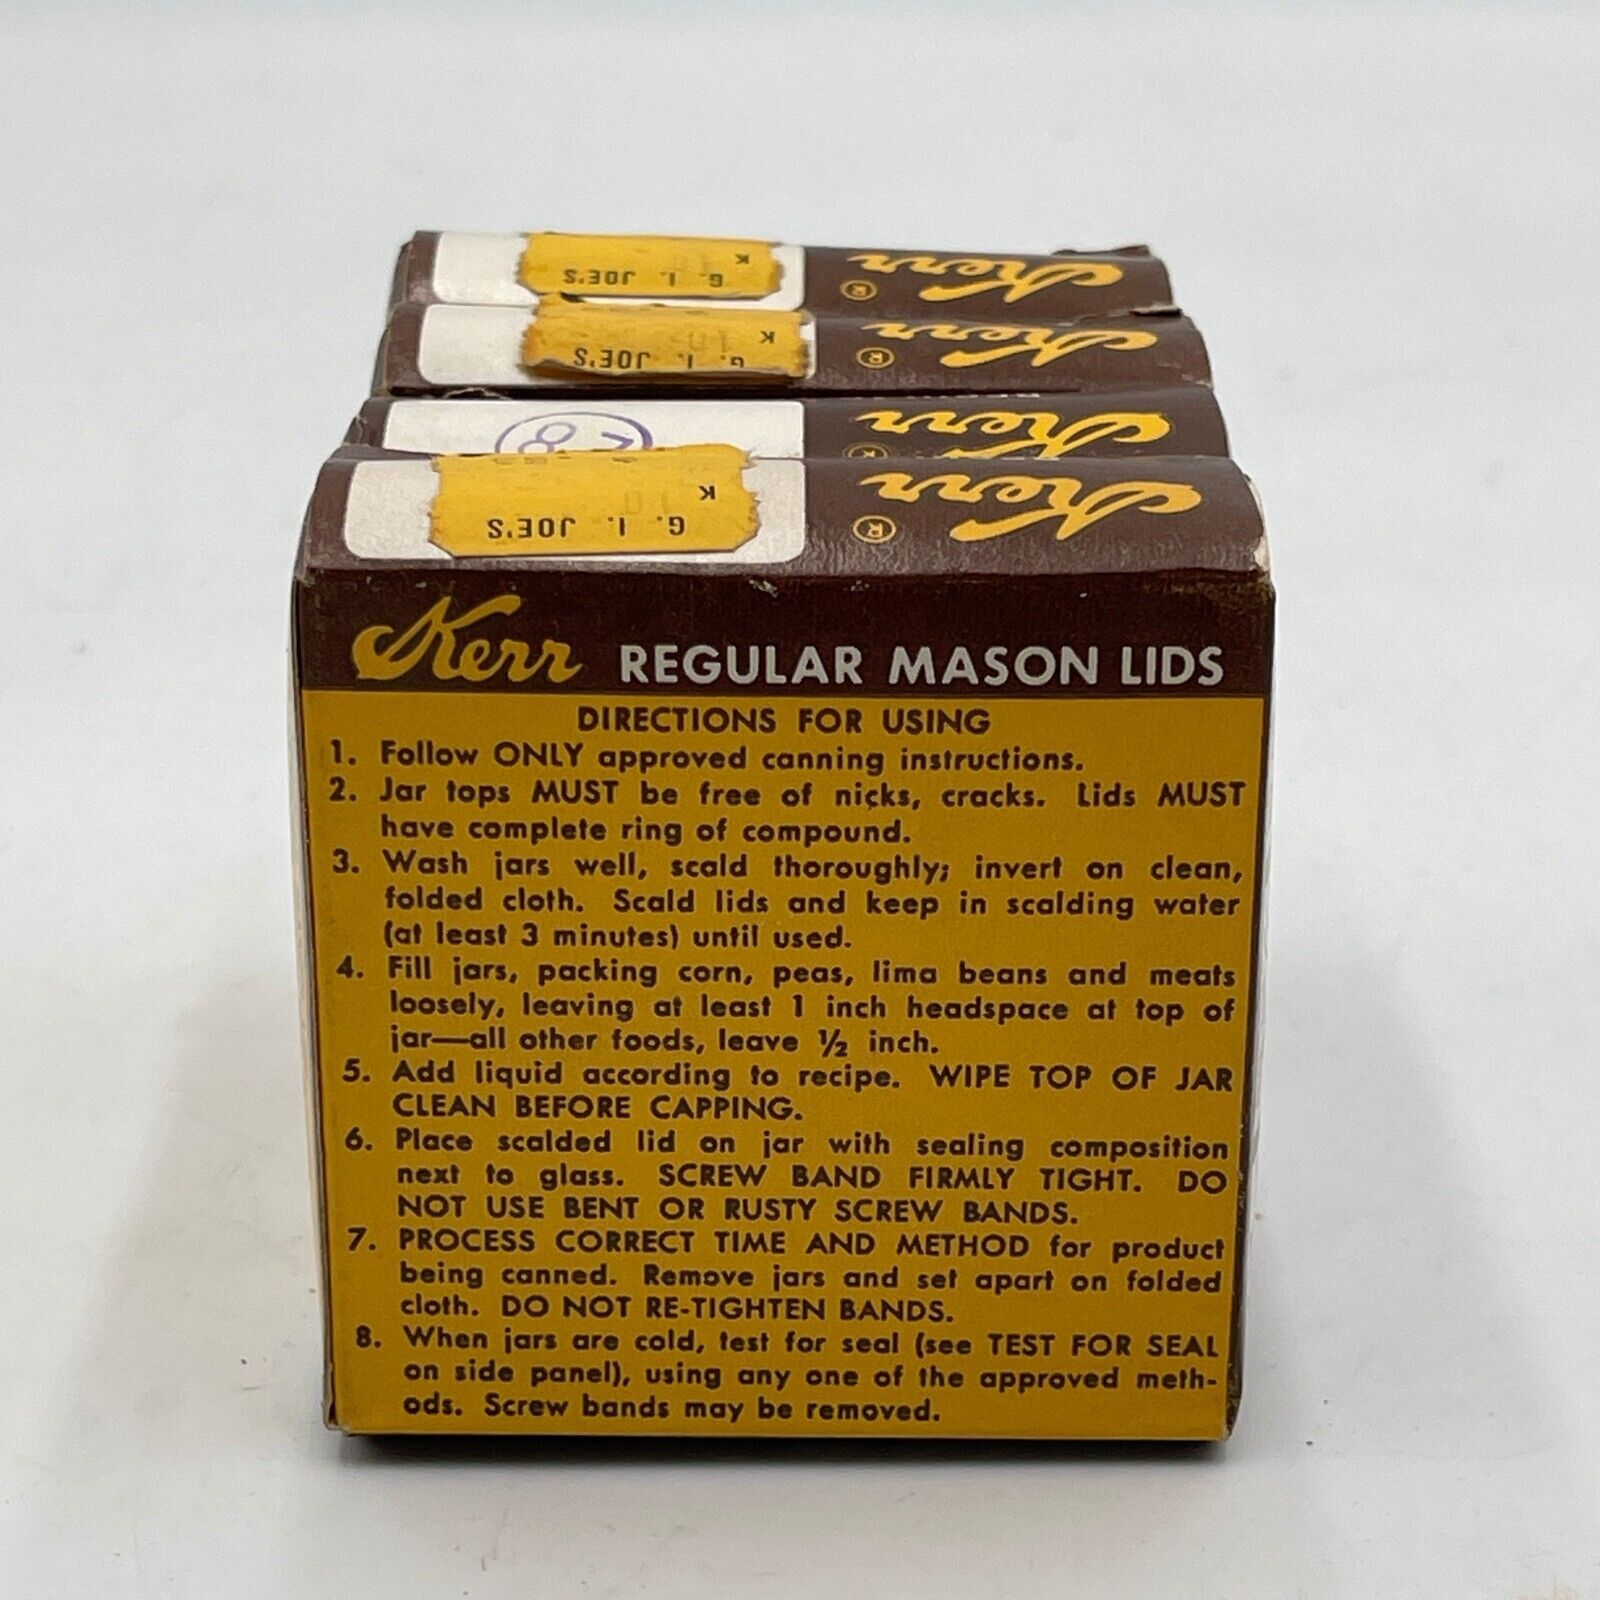 Kerr
K
G. I. JOE'S
Kerr
K
G. I. JOE'S
Kerr
Kerr
K
G. I. JOE'S
Kerr REGULAR MASON LIDS
DIRECTIONS FOR USING
1. Follow ONLY approved canning instructions.
2. Jar tops MUST be free of nicks, cracks. Lids MUST
have complete ring of compound.
3. Wash jars well, scald thoroughly; invert on clean,
folded cloth. Scald lids and keep in scalding water
(at least 3 minutes) until used.
4. Fill jars, packing corn, peas, lima beans and meats
loosely, leaving at least 1 inch headspace at top of
jar—all other foods, leave ½ inch.
5. Add liquid according to recipe. WIPE TOP OF JAR
CLEAN BEFORE CAPPING.
6. Place scalded lid on jar with sealing composition
next to glass. SCREW BAND FIRMLY TIGHT. DO
NOT USE BENT OR RUSTY SCREW BANDS.
7. PROCESS CORRECT TIME AND METHOD for product
being canned. Remove jars and set apart on folded
cloth. DO NOT RE-TIGHTEN BANDS.
8. When jars are cold, test for seal (see TEST FOR SEAL
on side panel), using any one of the approved meth-
ods. Screw bands may be removed.